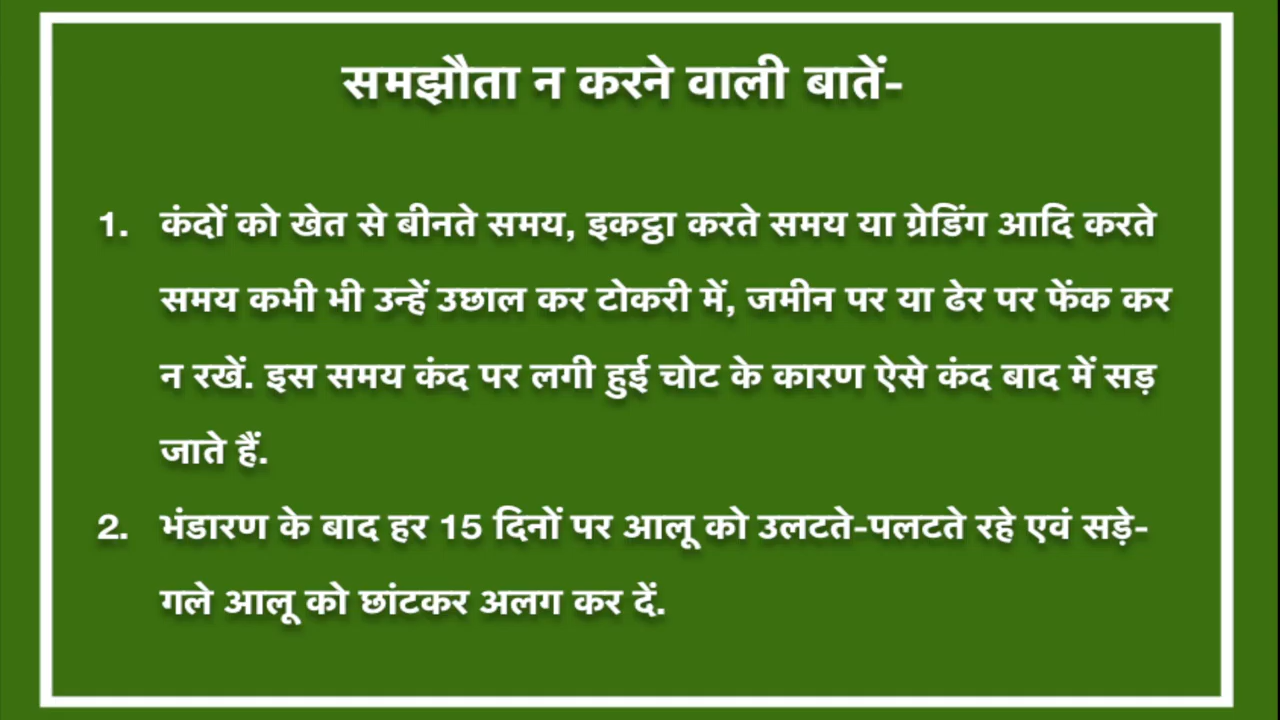 समझौता न करने वाली बातें-
1. कंदों को खेत से बीनते समय, इकट्ठा करते समय या ग्रेडिंग आदि करते
समय कभी भी उन्हें उछाल कर टोकरी में, जमीन पर या ढेर पर फेंक कर
न रखें. इस समय कंद पर लगी हुई चोट के कारण ऐसे कंद बाद में सड़
जाते हैं.
2. भंडारण के बाद हर 15 दिनों पर आलू को उलटते-पलटते रहे एवं सड़े-
गले आलू को छांटकर अलग कर दें.